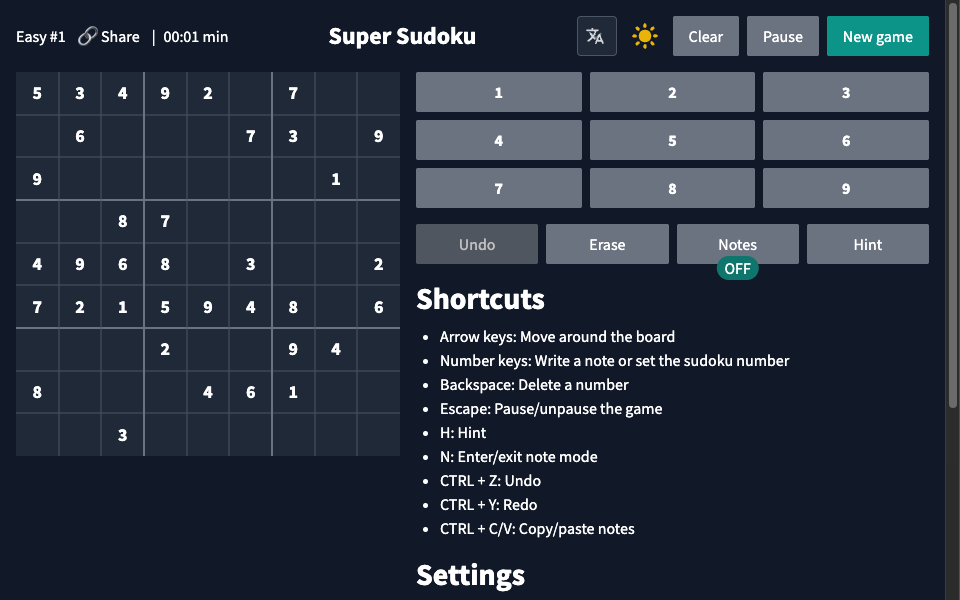 Easy #1 🔗 Share | 00:01 min
Super Sudoku
Clear
Pause
New game
5 3 4 9 2 7
6 7 3 9
9 1
8 7
4 9 6 8 3 2
7 2 1 5 9 4 8 6
2 9 4
8 4 6 1
3
1 2 3
4 5 6
7 8 9
Undo Erase Notes Hint
OFF
Shortcuts
• Arrow keys: Move around the board
• Number keys: Write a note or set the sudoku number
• Backspace: Delete a number
• Escape: Pause/unpause the game
• H: Hint
• N: Enter/exit note mode
• CTRL + Z: Undo
• CTRL + Y: Redo
• CTRL + C/V: Copy/paste notes
Settings